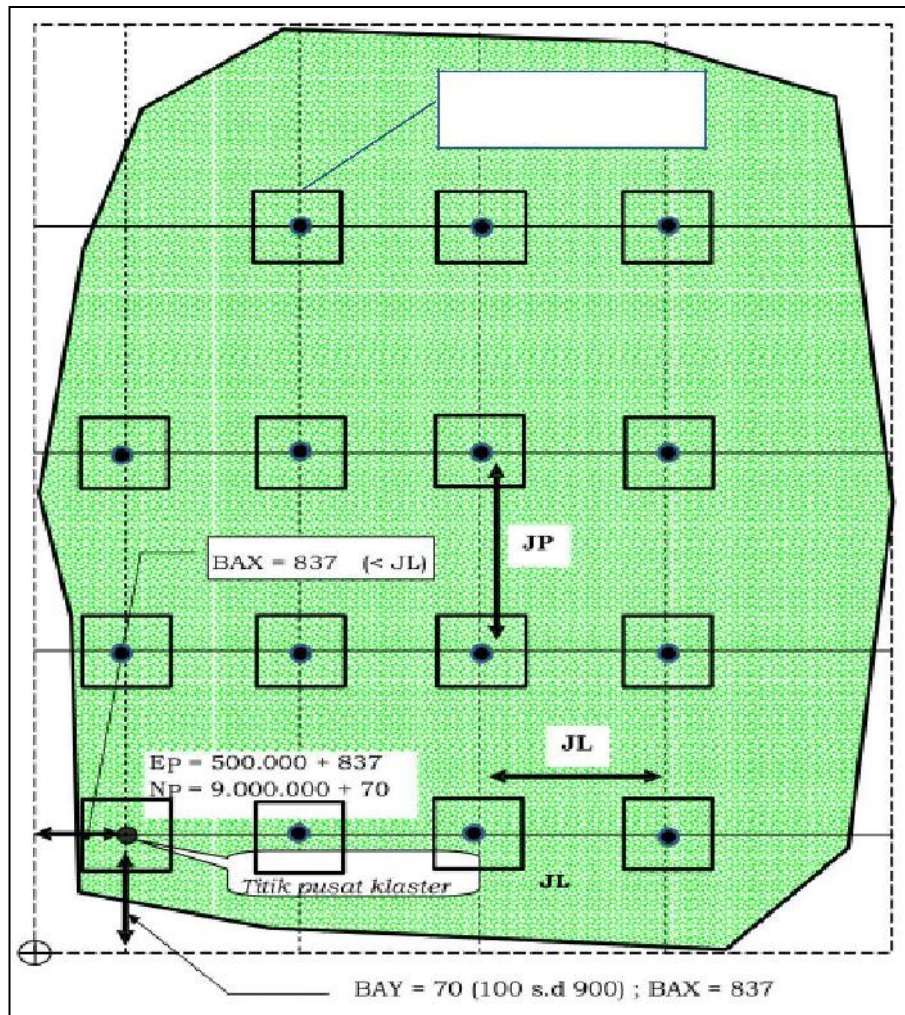 JP
BAX = 837 (< JL)
JL
EP = 500.000 + 837
NP = 9.000.000 + 70
Titik pusat klaster
JL
BAY = 70 (100 s.d 900) ; BAX = 837